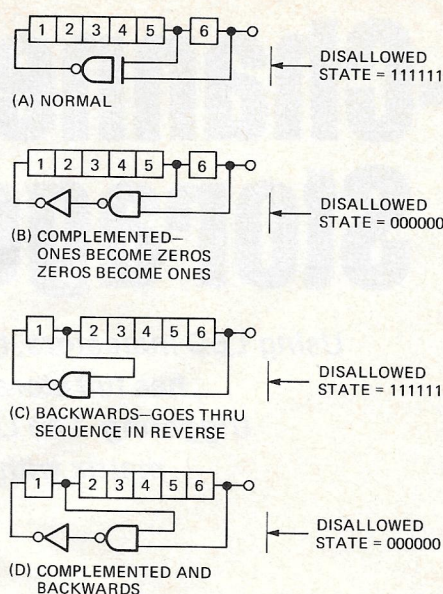 1 2 3 4 5 6
DISALLOWED
STATE = 111111
(A) NORMAL
1 2 3 4 5 6
DISALLOWED
STATE = 000000
(B) COMPLEMENTED—
ONES BECOME ZEROS
ZEROS BECOME ONES
1 2 3 4 5 6
DISALLOWED
STATE = 111111
(C) BACKWARDS—GOES THRU
SEQUENCE IN REVERSE
1 2 3 4 5 6
DISALLOWED
STATE = 000000
(D) COMPLEMENTED AND
BACKWARDS